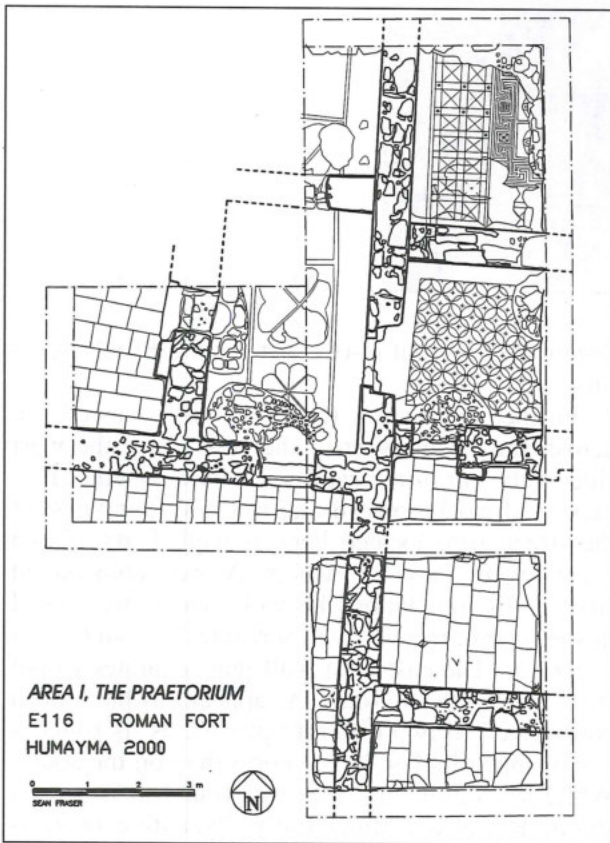 AREA I, THE PRAETORIUM
E116 ROMAN FORT
HUMAYMA 2000
0 1 2 3 m
SEAN FRASER
N